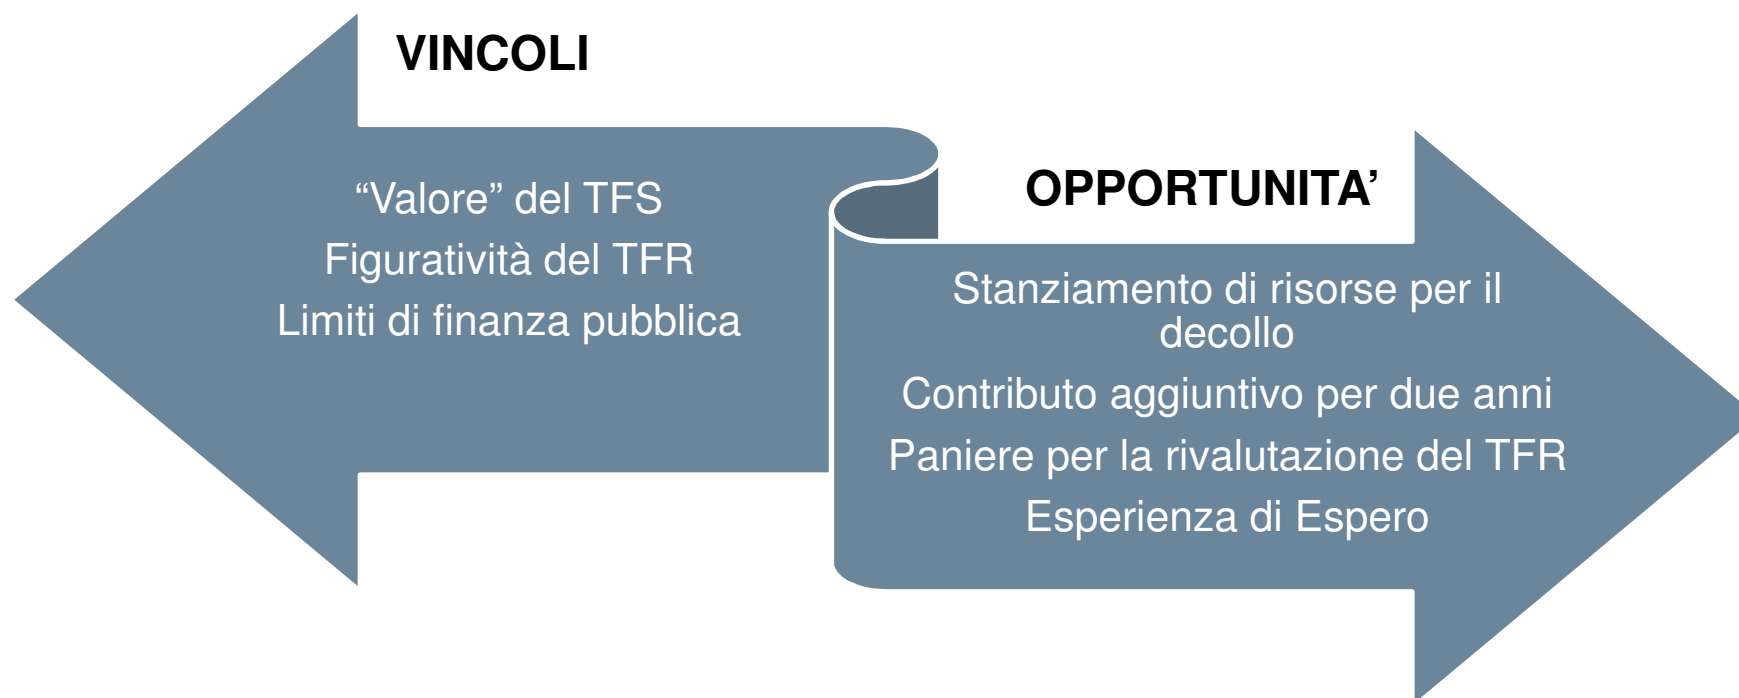 VINCOLI
“Valore” del TFS
Figuratività del TFR
Limiti di finanza pubblica
OPPORTUNITA’
Stanziamento di risorse per il
decollo
Contributo aggiuntivo per due anni
Paniere per la rivalutazione del TFR
Esperienza di Espero